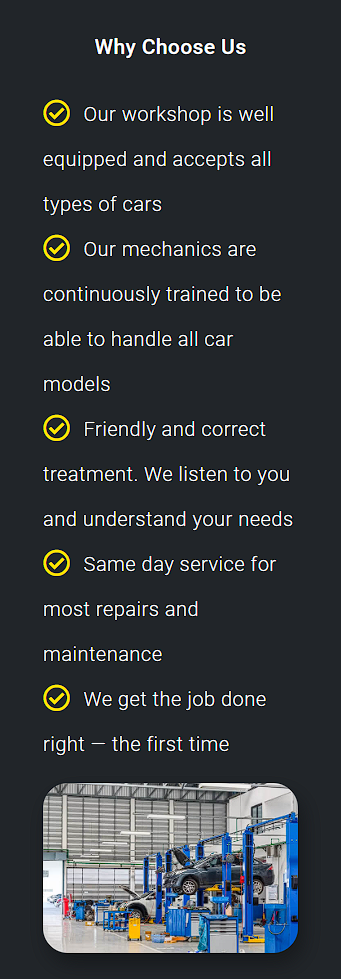 Why Choose Us
Our workshop is well
equipped and accepts all
types of cars
Our mechanics are
continuously trained to be
able to handle all car
models
Friendly and correct
treatment. We listen to you
and understand your needs
Same day service for
most repairs and
maintenance
We get the job done
right — the first time